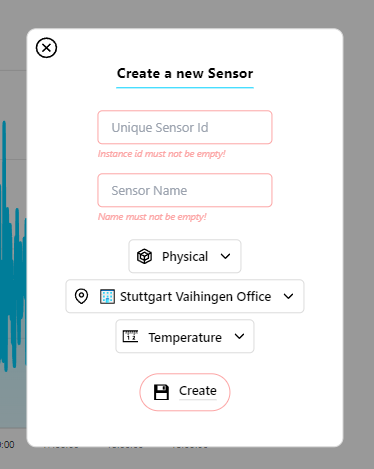 Create a new Sensor
Unique Sensor Id
Instance id must not be empty!
Sensor Name
Name must not be empty!
Physical
Stuttgart Vaihingen Office
Temperature
Create